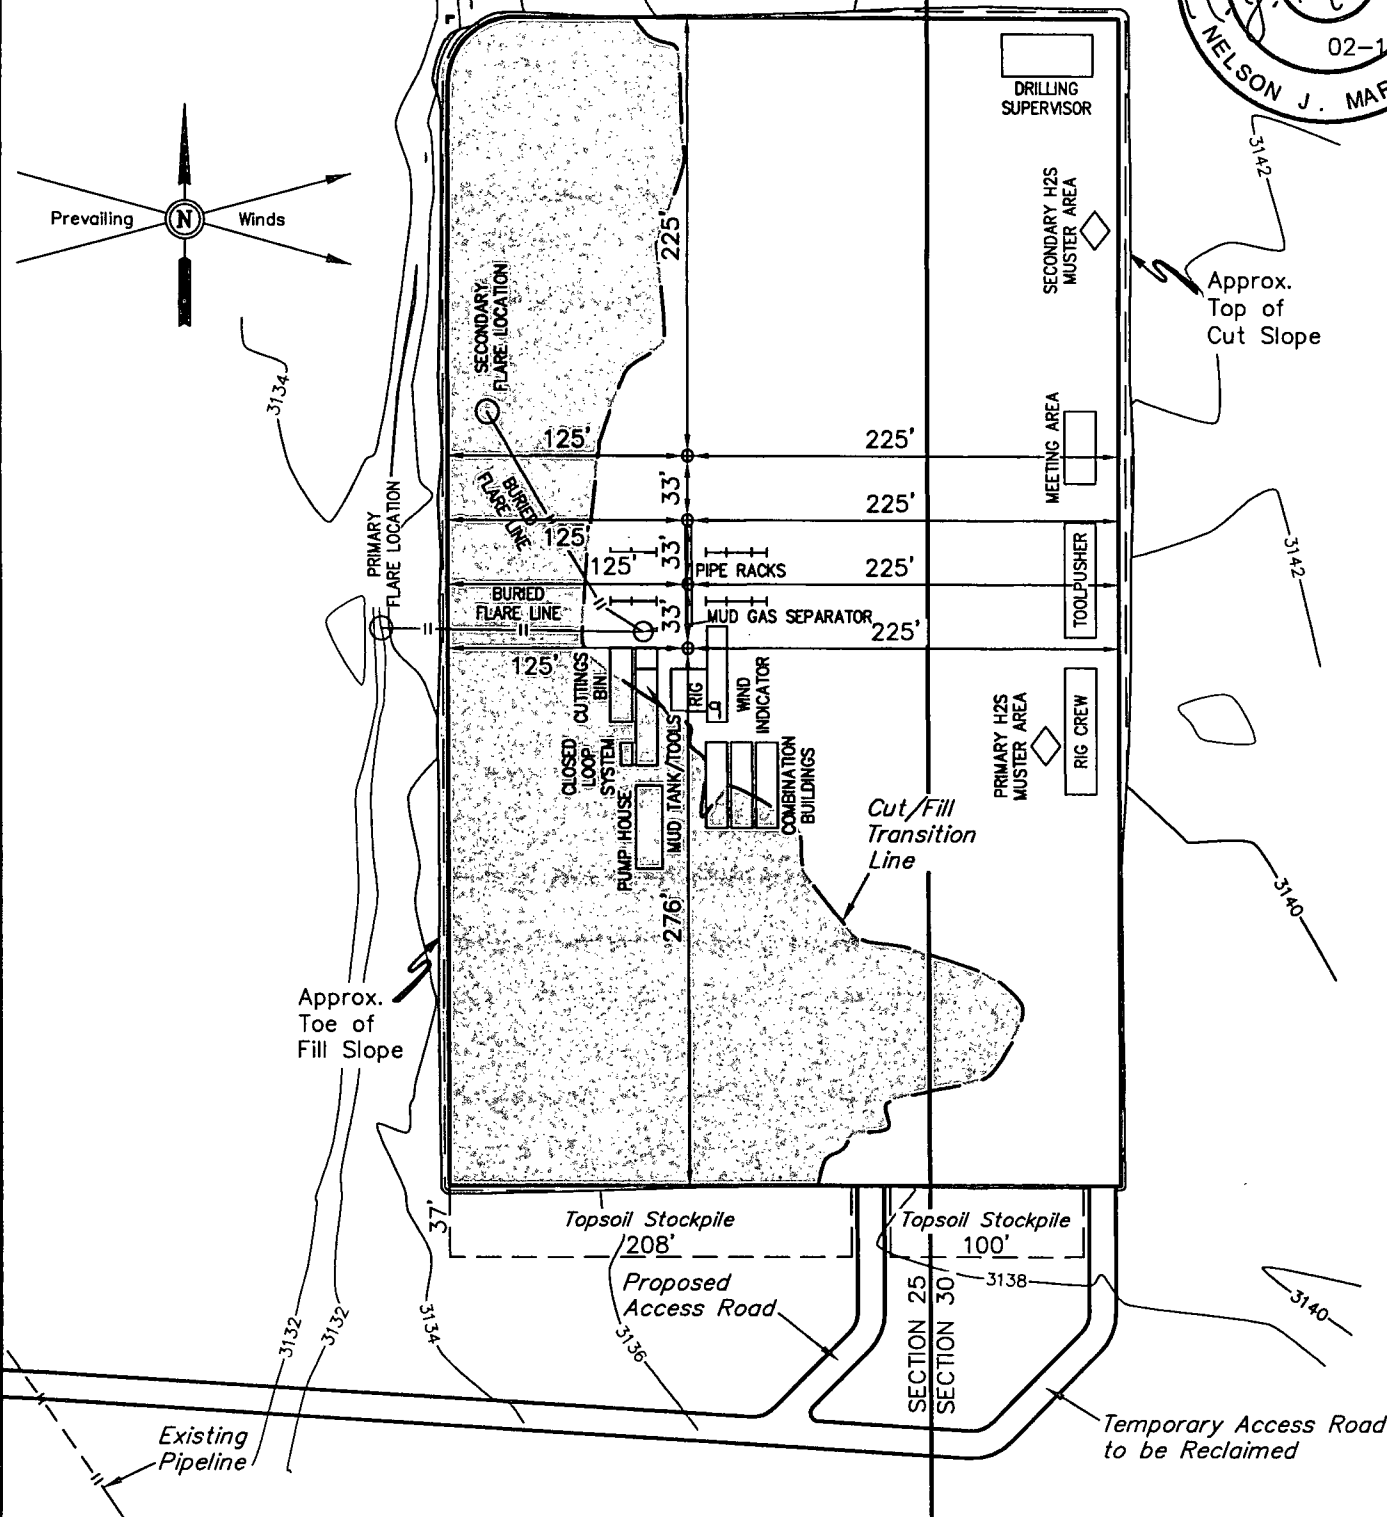 02-1
NELSON J. MAR
DRILLING
SUPERVISOR
3142
SECONDARY H2S
MUSTER AREA
Approx.
Top of
Cut Slope
Prevailing
N
Winds
225'
SECONDARY
FLARE LOCATION
3134
125'
225'
MEETING AREA
33'
BURIED
FLARE LINE
PRIMARY
FLARE LOCATION
225'
125'
33'
125'
PIPE RACKS
225'
TOOLPUSHER
3142
BURIED
FLARE LINE
33'
MUD GAS SEPARATOR
225'
125'
CUTTINGS
BIN
RIG
WIND
INDICATOR
PRIMARY H2S
MUSTER AREA
RIG CREW
CLOSED
LOOP
SYSTEM
MUD TANK/TOOLS
COMBINATION
BUILDINGS
PUMP HOUSE
Cut/Fill
Transition
Line
3140
276'
Approx.
Toe of
Fill Slope
37'
Topsoil Stockpile
208'
Topsoil Stockpile
100'
Proposed
Access Road
3138
3140
SECTION 25
SECTION 30
3132
3132
3134
3136
Existing
Pipeline
Temporary Access Road
to be Reclaimed